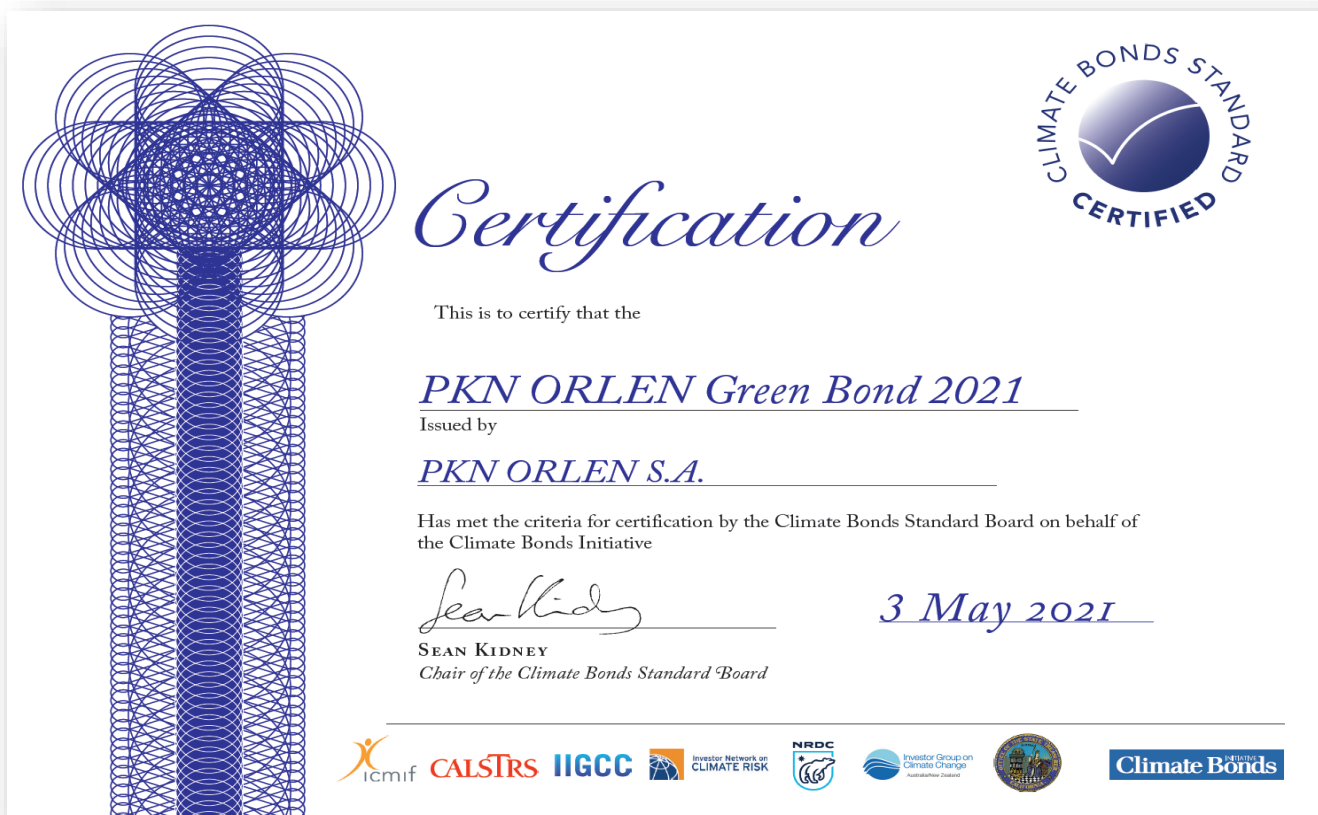 CLIMATE BONDS STANDARD
CERTIFIED
Certification
This is to certify that the
PKN ORLEN Green Bond 2021
Issued by
PKN ORLEN S.A.
Has met the criteria for certification by the Climate Bonds Standard Board on behalf of
the Climate Bonds Initiative
Sean Kidney
3 May 2021
SEAN KIDNEY
Chair of the Climate Bonds Standard Board
icmif CALSTRS IIGCC Investor Network on CLIMATE RISK NRDC Investor Group on Climate Change Australia/New Zealand Climate Bonds INITIATIVE